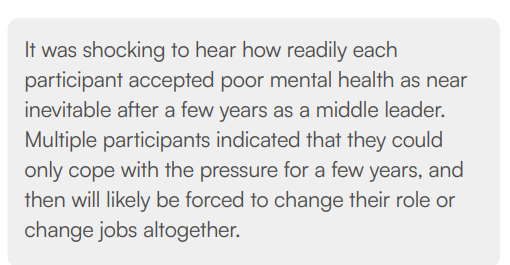 It was shocking to hear how readily each
participant accepted poor mental health as near
inevitable after a few years as a middle leader.
Multiple participants indicated that they could
only cope with the pressure for a few years, and
then will likely be forced to change their role or
change jobs altogether.